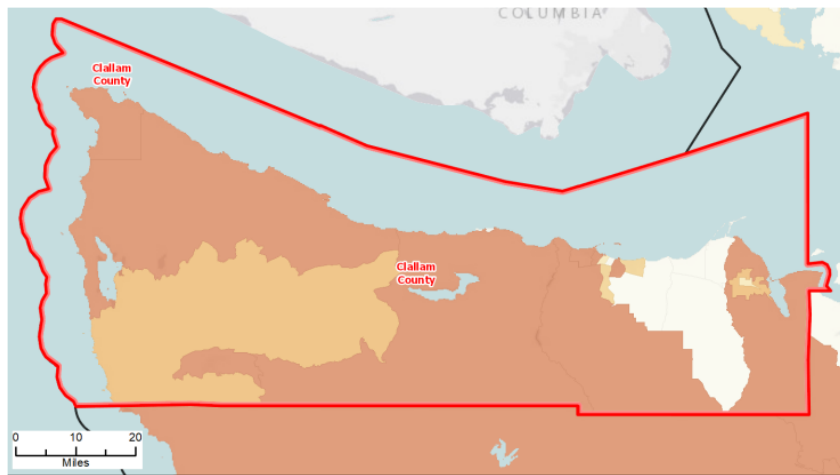 COLUMBIA
Clallam
County
Clallam
County
0 10 20
Miles